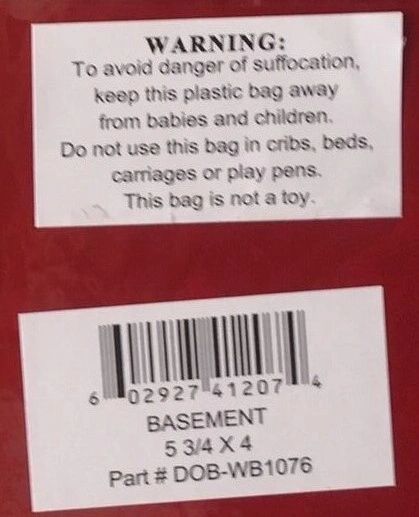 WARNING:
To avoid danger of suffocation,
keep this plastic bag away
from babies and children.
Do not use this bag in cribs, beds,
carriages or play pens.
This bag is not a toy.
6 02927 41207 4
BASEMENT
5 3/4 X 4
Part # DOB-WB1076